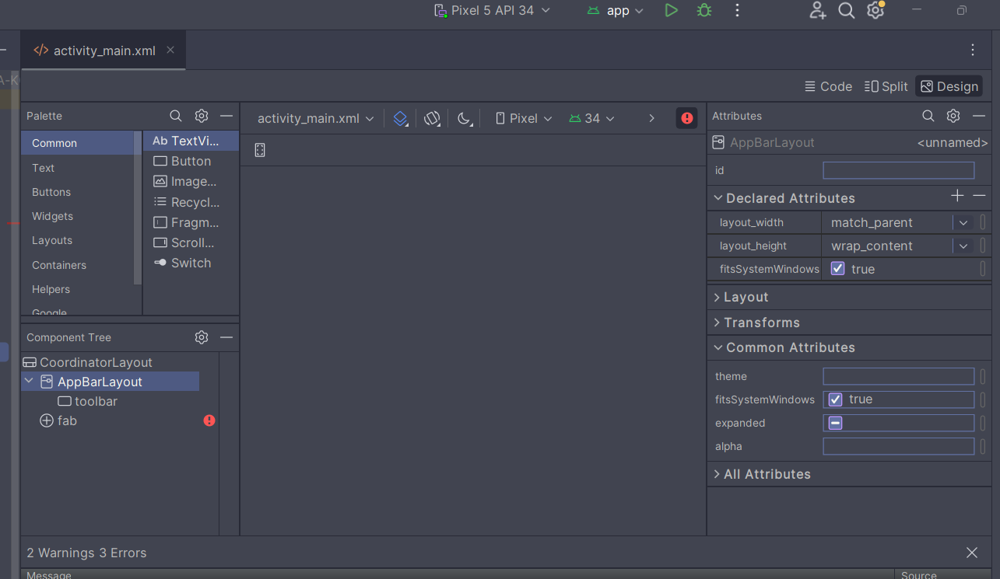 Pixel 5 API 34
app
activity_main.xml
A-K
Code
Split
Design
Palette
activity_main.xml
Pixel
34
Attributes
Common
Text
Buttons
Widgets
Layouts
Containers
Helpers
Google
Ab TextVi...
Button
Image...
Recycl...
Fragm...
Scroll...
Switch
AppBarLayout
<unnamed>
id
Declared Attributes
layout_width
match_parent
layout_height
wrap_content
fitsSystemWindows
true
Layout
Transforms
Common Attributes
theme
fitsSystemWindows
true
expanded
alpha
All Attributes
Component Tree
CoordinatorLayout
AppBarLayout
toolbar
fab
2 Warnings 3 Errors
Message
Source